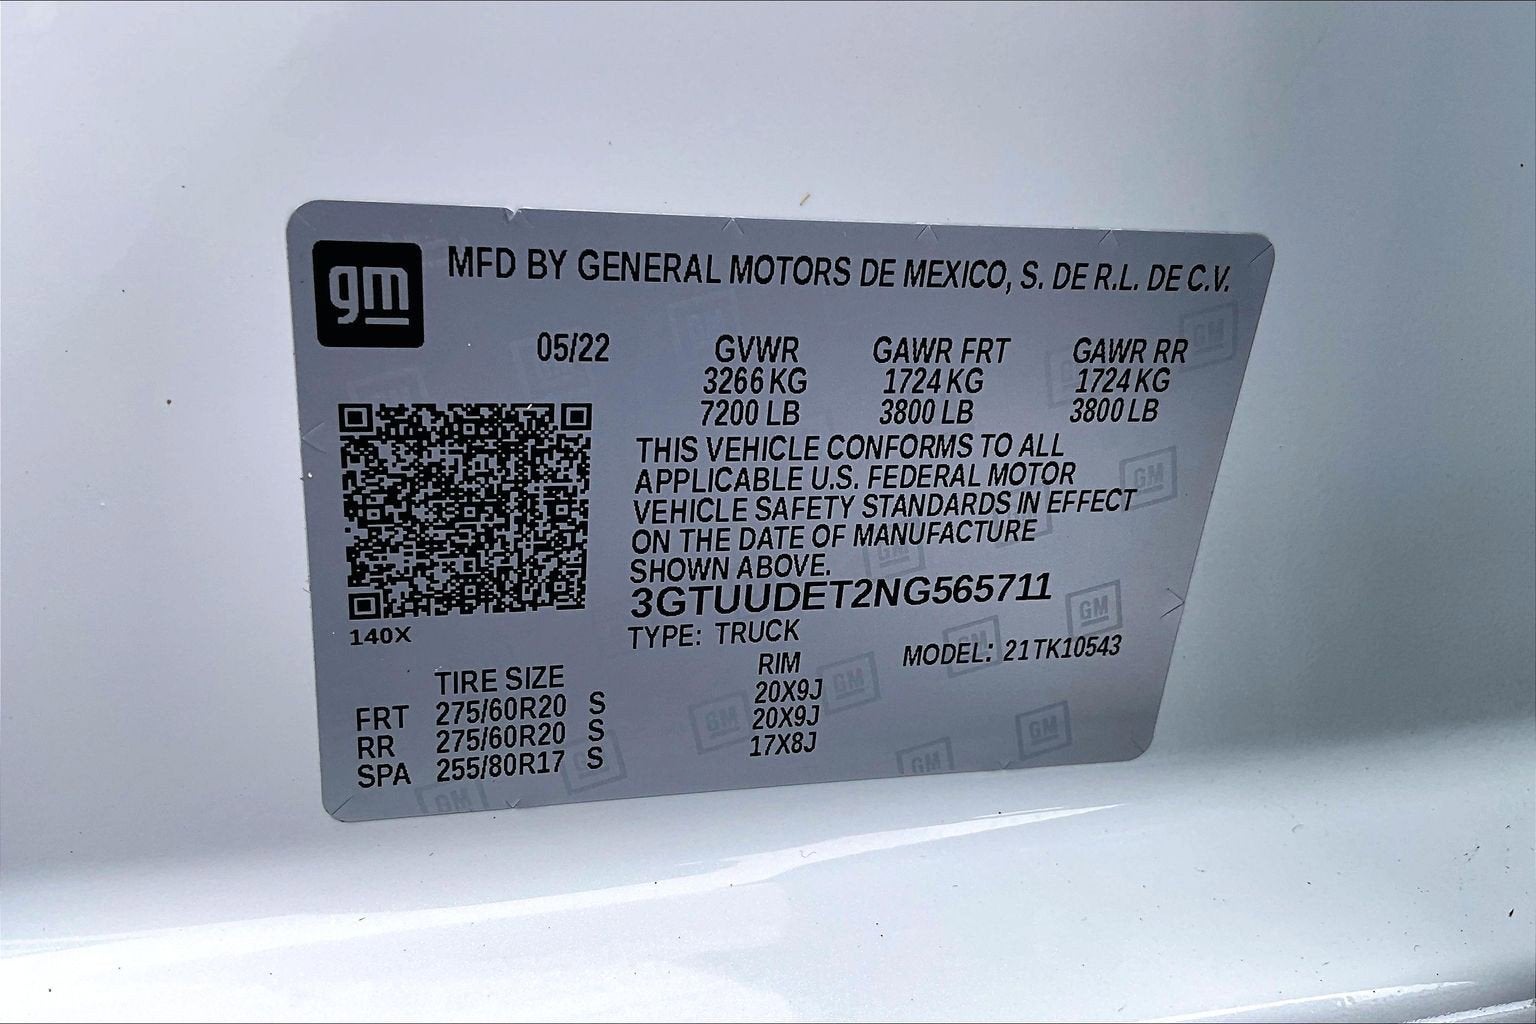 gm MFD BY GENERAL MOTORS DE MEXICO, S. DE R.L. DE C.V.
05/22 GVWR GAWR FRT GAWR RR
3266 KG 1724 KG 1724 KG
7200 LB 3800 LB 3800 LB
THIS VEHICLE CONFORMS TO ALL
APPLICABLE U.S. FEDERAL MOTOR
VEHICLE SAFETY STANDARDS IN EFFECT
ON THE DATE OF MANUFACTURE
SHOWN ABOVE.
3GTUUDET2NG565711
140X
TYPE: TRUCK
MODEL: 21TK10543
TIRE SIZE RIM
FRT 275/60R20 S 20X9J
RR 275/60R20 S 20X9J
SPA 255/80R17 S 17X8J